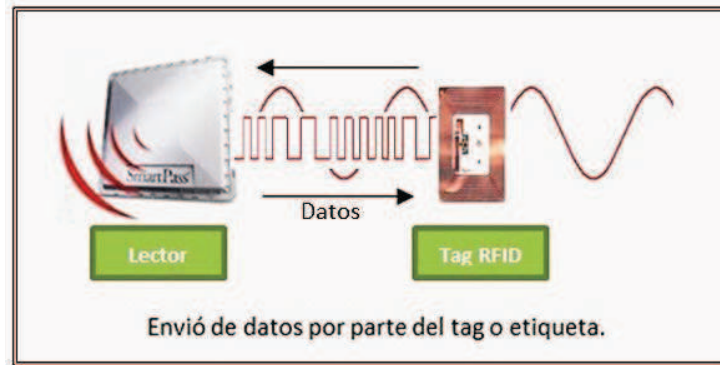 SmartPass
Datos
Lector
Tag RFID
Envió de datos por parte del tag o etiqueta.